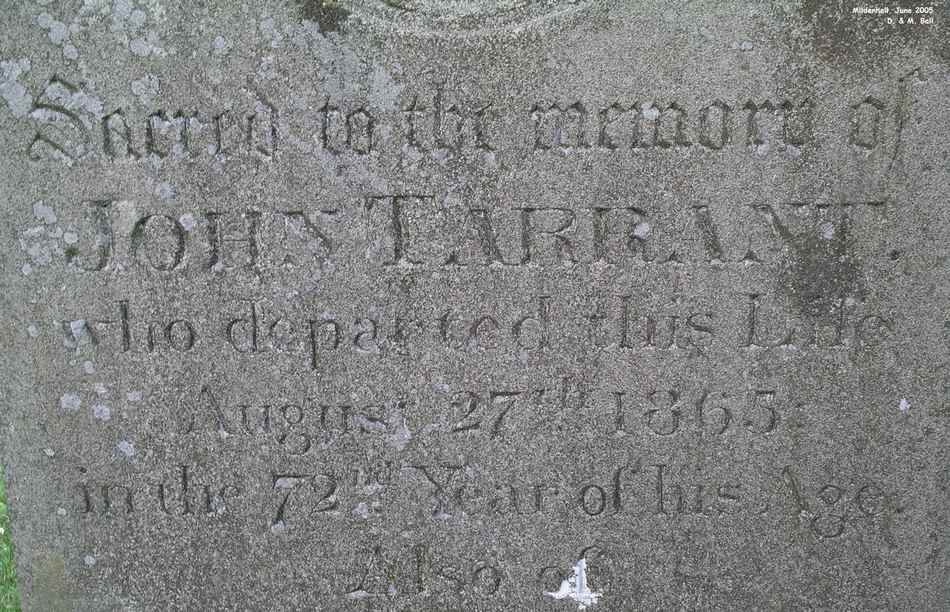 Mildenhall, June 2005
D. & M. Ball
Sacred to the memory of
JOHN TARRANT.
who departed this Life
August 27th 1865:
in the 72nd Year of his Age.
Also of